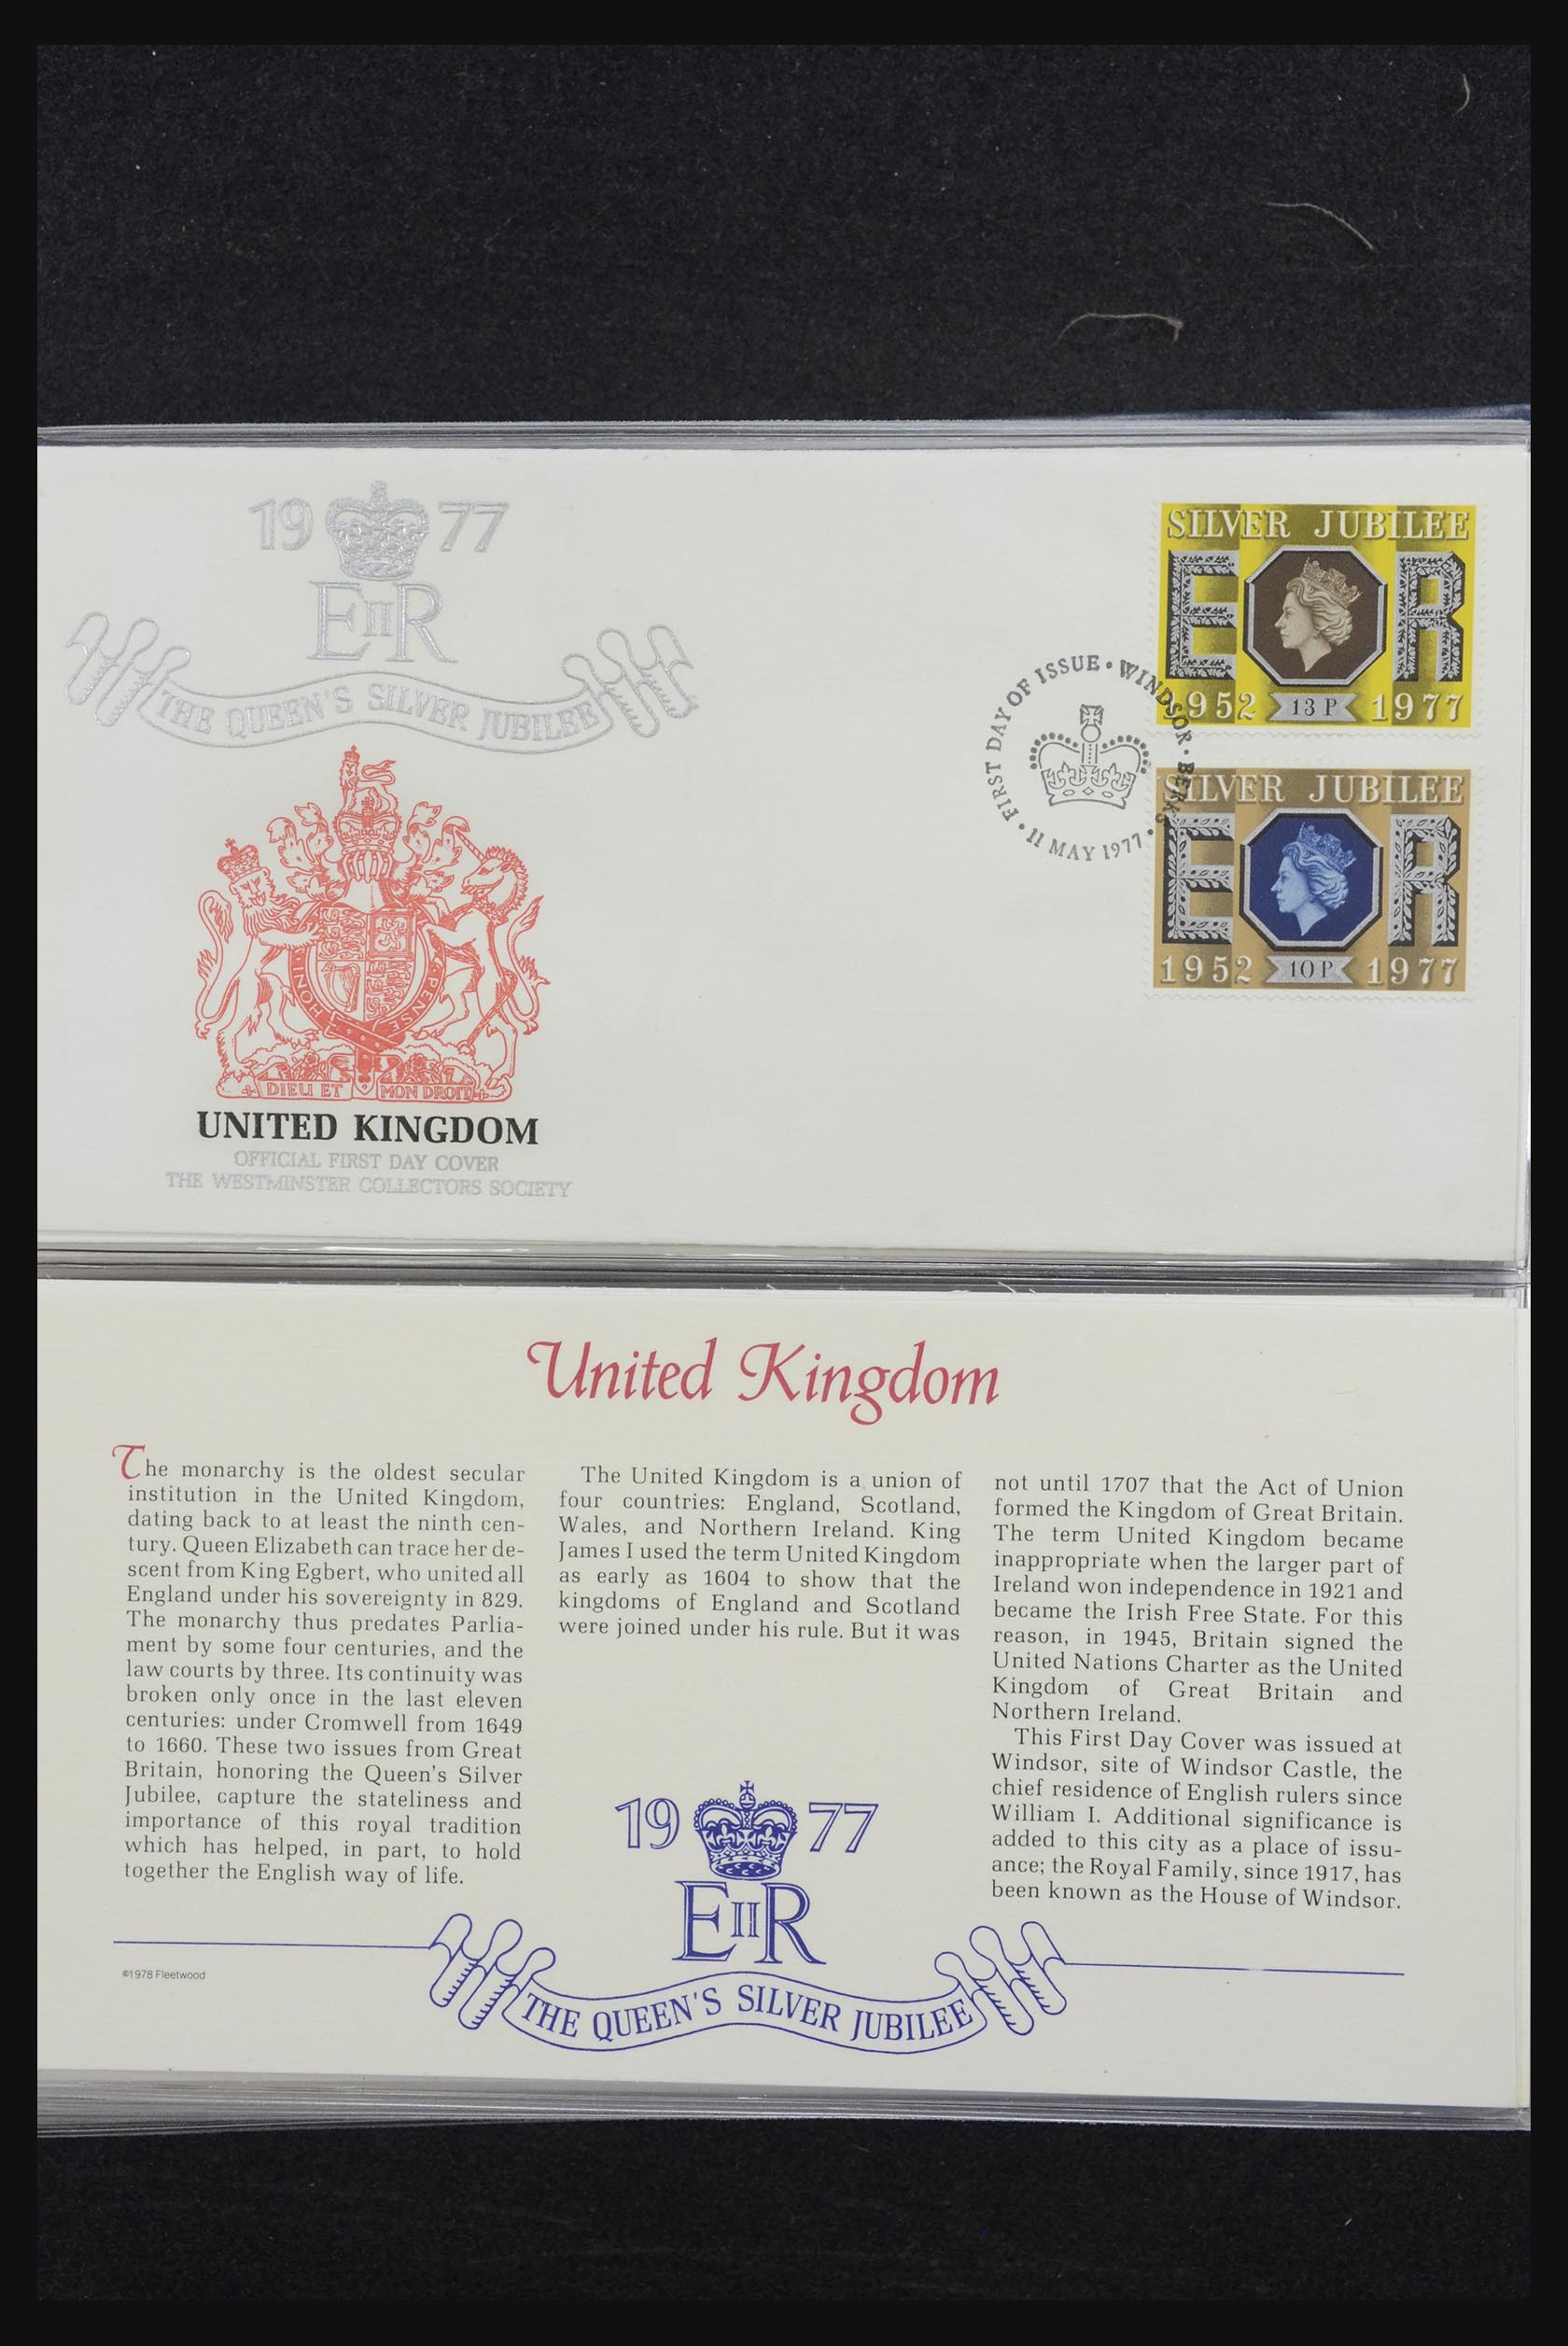 19 77
EIIR
THE QUEEN'S SILVER JUBILEE
HONI
PENSE
DIEU ET MON DROIT
UNITED KINGDOM
OFFICIAL FIRST DAY COVER
THE WESTMINSTER COLLECTORS SOCIETY
FIRST DAY OF ISSUE • WINDSOR • BERKS
• 11 MAY 1977 •
SILVER JUBILEE
E R
1952 13 P 1977
SILVER JUBILEE
E R
1952 10 P 1977
United Kingdom
The monarchy is the oldest secular
institution in the United Kingdom,
dating back to at least the ninth cen-
tury. Queen Elizabeth can trace her de-
scent from King Egbert, who united all
England under his sovereignty in 829.
The monarchy thus predates Parlia-
ment by some four centuries, and the
law courts by three. Its continuity was
broken only once in the last eleven
centuries: under Cromwell from 1649
to 1660. These two issues from Great
Britain, honoring the Queen's Silver
Jubilee, capture the stateliness and
importance of this royal tradition
which has helped, in part, to hold
together the English way of life.
The United Kingdom is a union of
four countries: England, Scotland,
Wales, and Northern Ireland. King
James I used the term United Kingdom
as early as 1604 to show that the
kingdoms of England and Scotland
were joined under his rule. But it was
not until 1707 that the Act of Union
formed the Kingdom of Great Britain.
The term United Kingdom became
inappropriate when the larger part of
Ireland won independence in 1921 and
became the Irish Free State. For this
reason, in 1945, Britain signed the
United Nations Charter as the United
Kingdom of Great Britain and
Northern Ireland.
This First Day Cover was issued at
Windsor, site of Windsor Castle, the
chief residence of English rulers since
William I. Additional significance is
added to this city as a place of issu-
ance; the Royal Family, since 1917, has
been known as the House of Windsor.
19 77
EIIR
THE QUEEN'S SILVER JUBILEE
©1978 Fleetwood